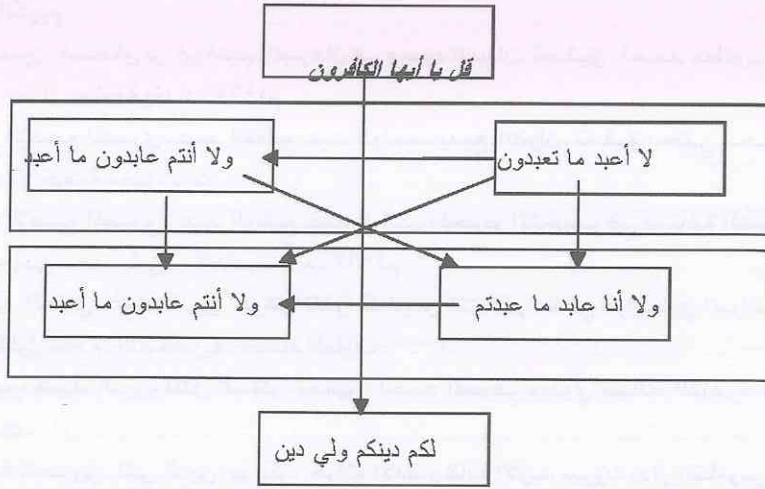 قل يا أيها الكافرون
لا أعبد ما تعبدون
ولا أنتم عابدون ما أعبد
ولا أنا عابد ما عبدتم
ولا أنتم عابدون ما أعبد
لكم دينكم ولي دين